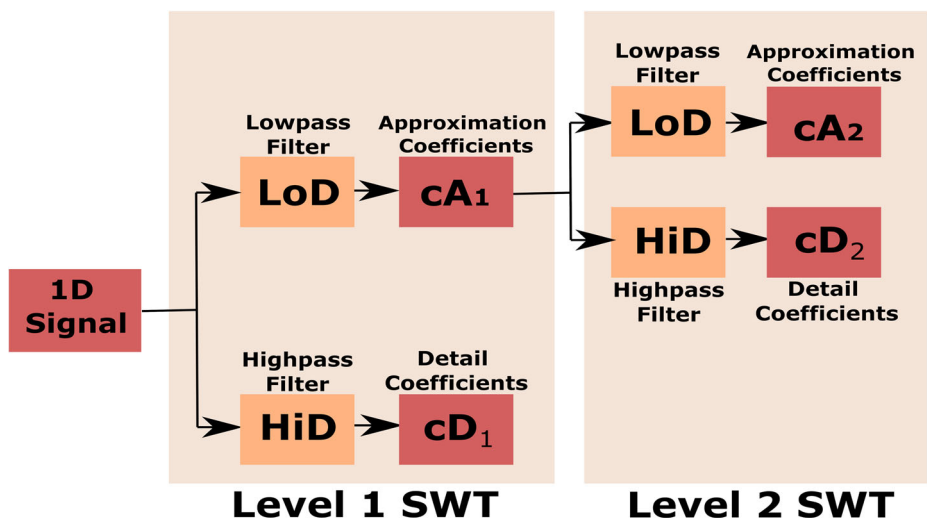 1D
Signal
Lowpass
Filter
LoD
Approximation
Coefficients
cA1
Highpass
Filter
HiD
Detail
Coefficients
cD1
Level 1 SWT
Lowpass
Filter
LoD
Approximation
Coefficients
cA2
HiD
Highpass
Filter
cD2
Detail
Coefficients
Level 2 SWT